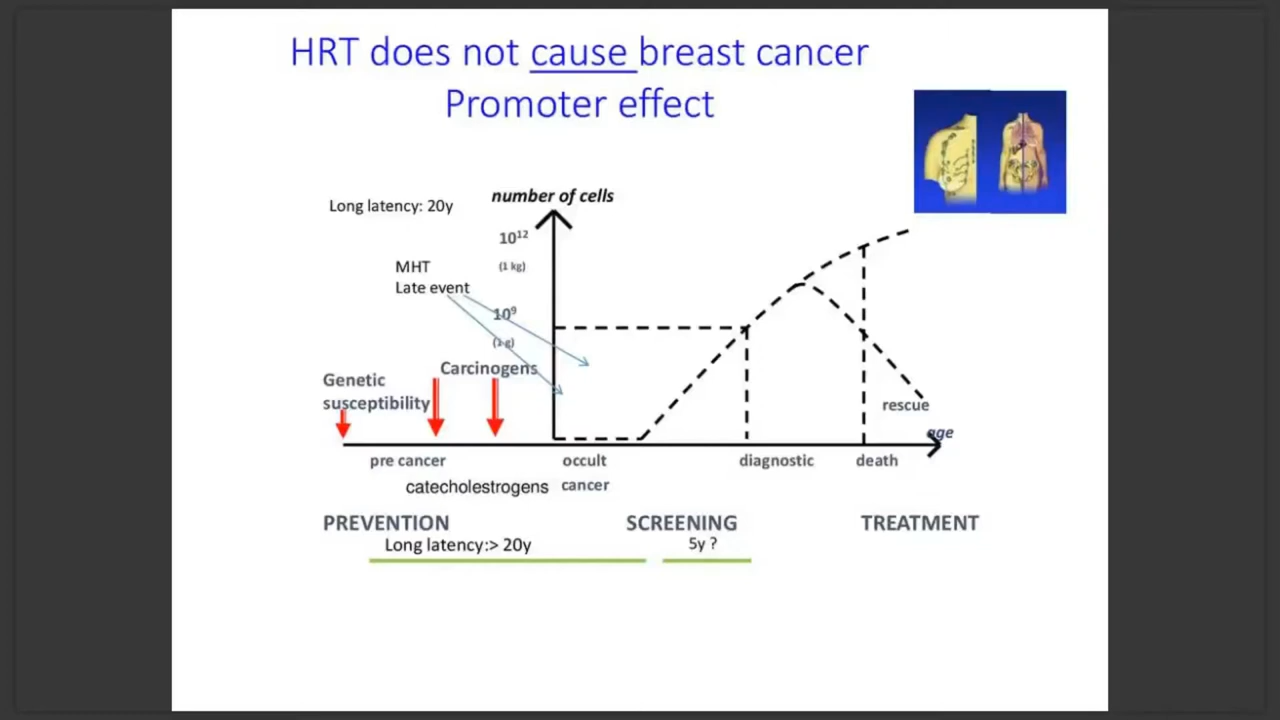 HRT does not cause breast cancer
Promoter effect
Long latency: 20y
number of cells
10¹²
(1 kg)
MHT
Late event
10⁹
(1 g)
Carcinogens
Genetic
susceptibility
rescue
age
pre cancer
occult
cancer
diagnostic
death
catecholestrogens
PREVENTION
SCREENING
TREATMENT
Long latency:> 20y
5y ?